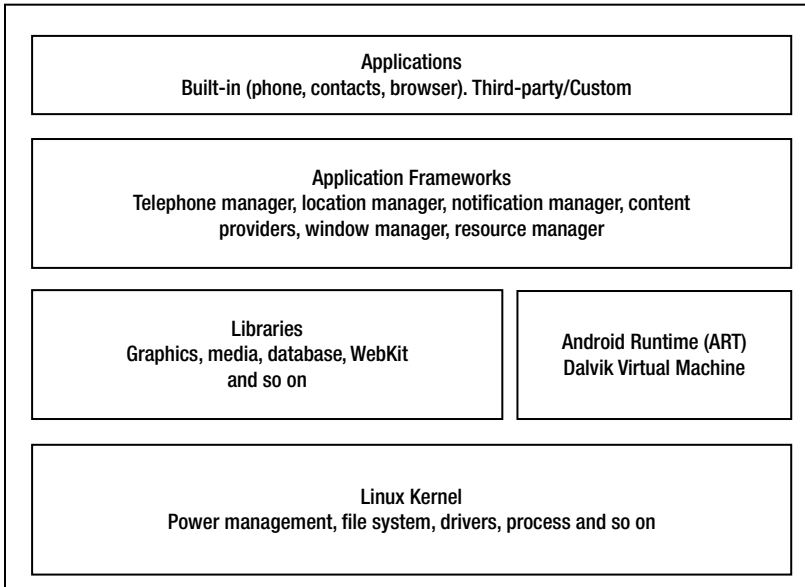 Applications
Built-in (phone, contacts, browser). Third-party/Custom
Application Frameworks
Telephone manager, location manager, notification manager, content
providers, window manager, resource manager
Libraries
Graphics, media, database, WebKit
and so on
Android Runtime (ART)
Dalvik Virtual Machine
Linux Kernel
Power management, file system, drivers, process and so on